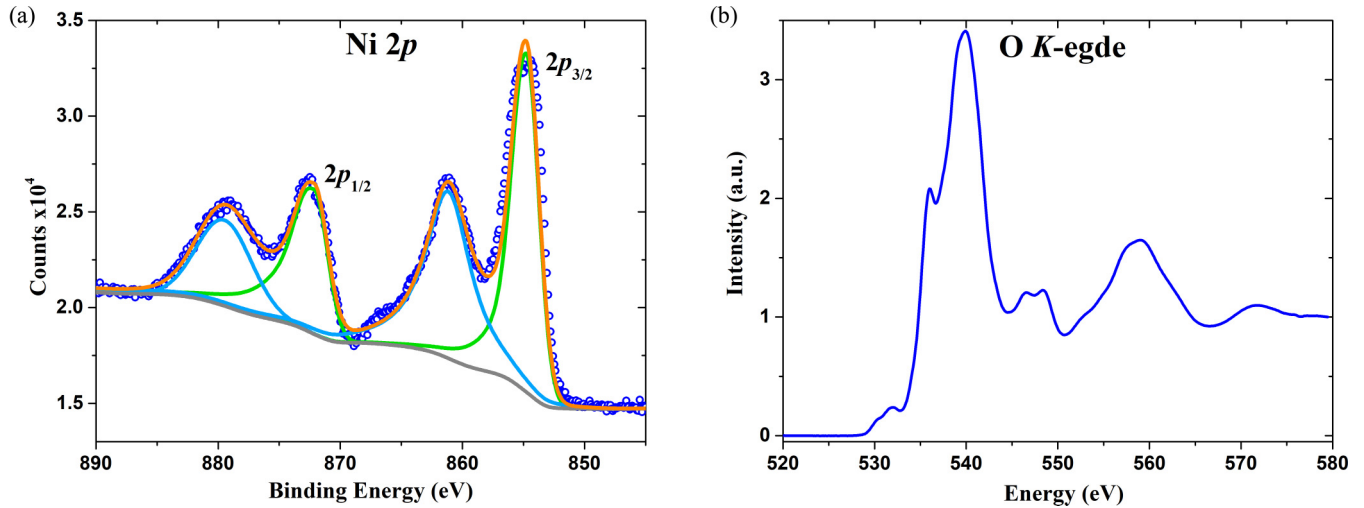 (a)
Ni 2p
2p3/2
2p1/2
Counts x10⁴
3.5
3.0
2.5
2.0
1.5
890 880 870 860 850
Binding Energy (eV)
(b)
O K-egde
Intensity (a.u.)
3
2
1
0
520 530 540 550 560 570 580
Energy (eV)